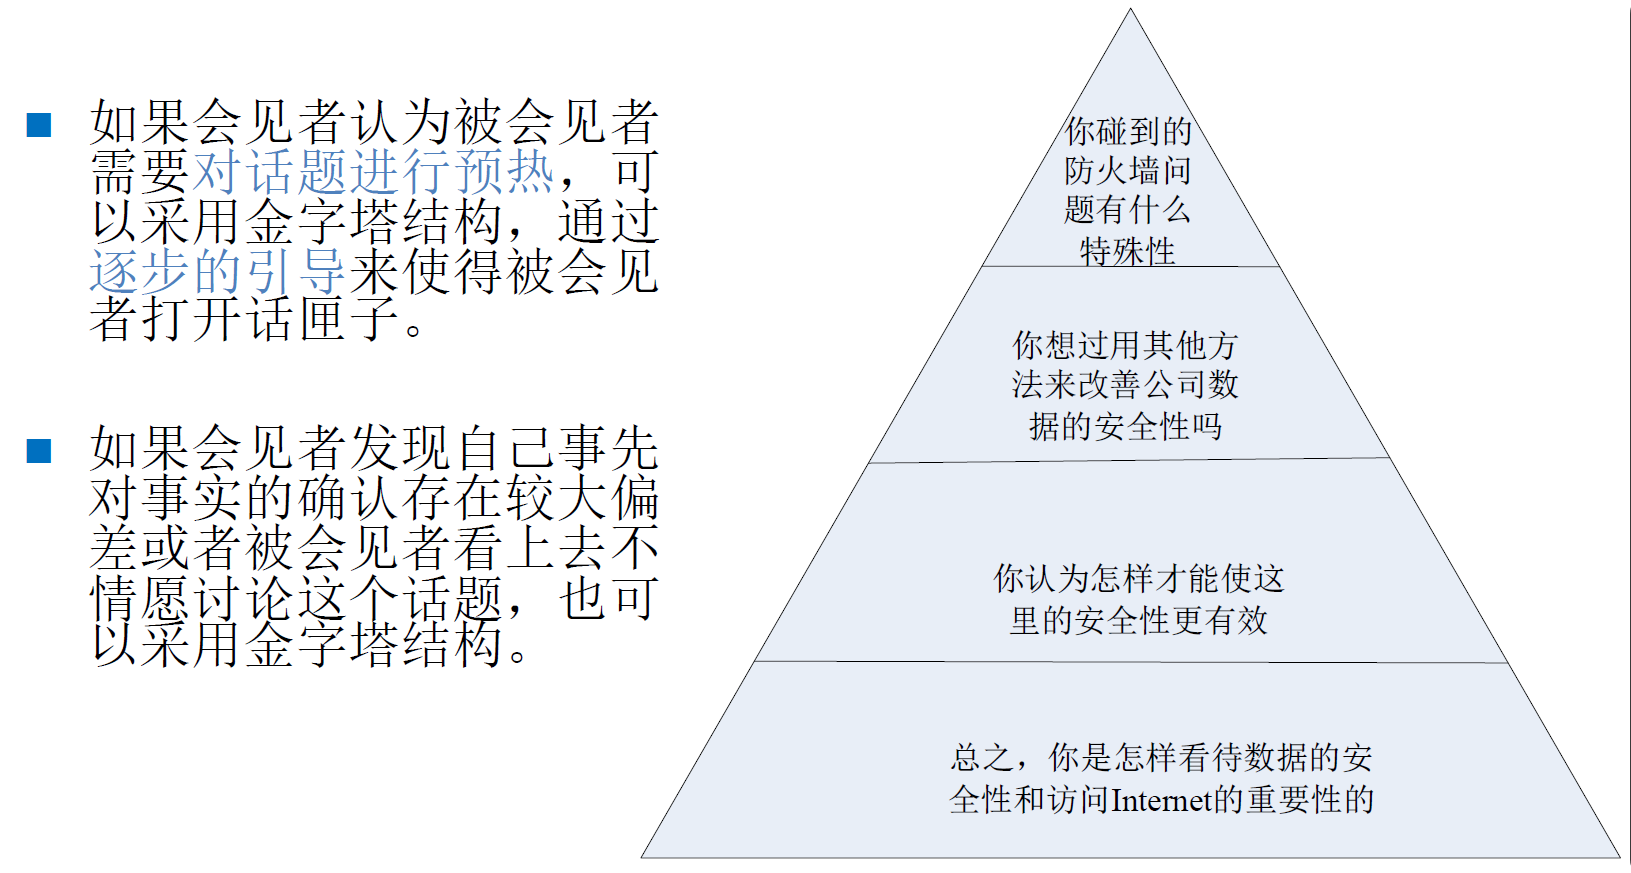 如果会见者认为被会见者
需要对话题进行预热，可
以采用金字塔结构，通过
逐步的引导来使得被会见
者打开话匣子。
如果会见者发现自己事先
对事实的确认存在较大偏
差或者被会见者看上去不
情愿讨论这个话题，也可
以采用金字塔结构。
你碰到的
防火墙问
题有什么
特殊性
你想过用其他方
法来改善公司数
据的安全性吗
你认为怎样才能使这
里的安全性更有效
总之，你是怎样看待数据的安
全性和访问Internet的重要性的